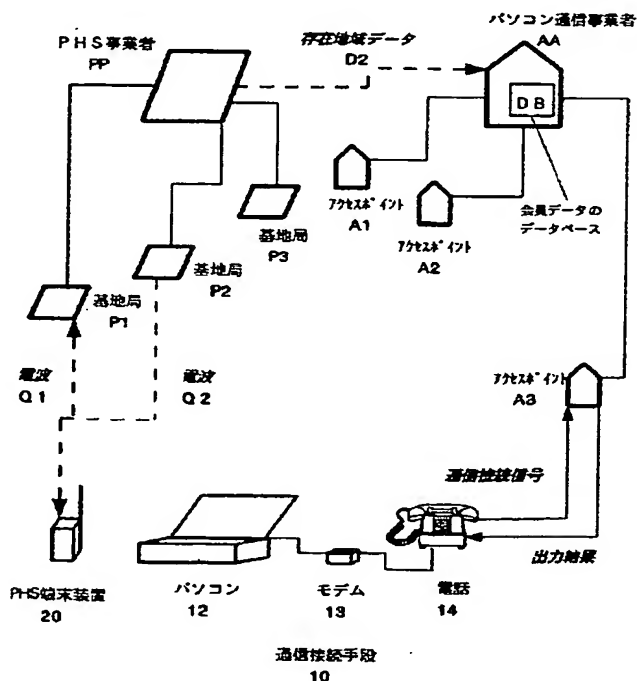 パソコン通信事業者
AA
PHS事業者
PP
存在地域データ
D2
DB
アクセスポイント
A1
アクセスポイント
A2
会員データの
データベース
基地局
P3
基地局
P2
基地局
P1
電波
Q1
電波
Q2
アクセスポイント
A3
通信接続信号
出力結果
PHS端末装置
20
パソコン
12
モデム
13
電話
14
通信接続手段
10